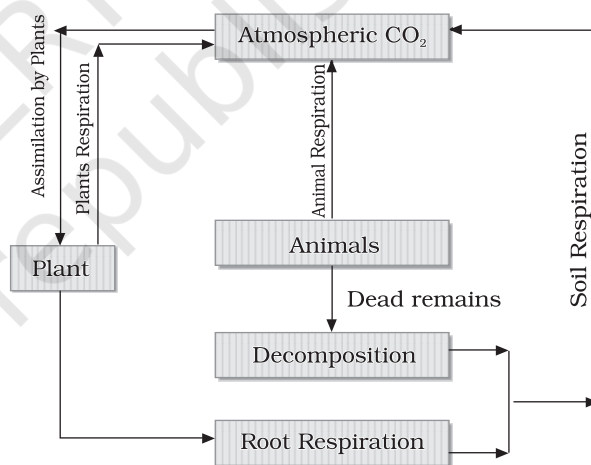 Atmospheric CO₂
Assimilation by Plants
Plants Respiration
Animal Respiration
Soil Respiration
Animals
Plant
Dead remains
Decomposition
Root Respiration